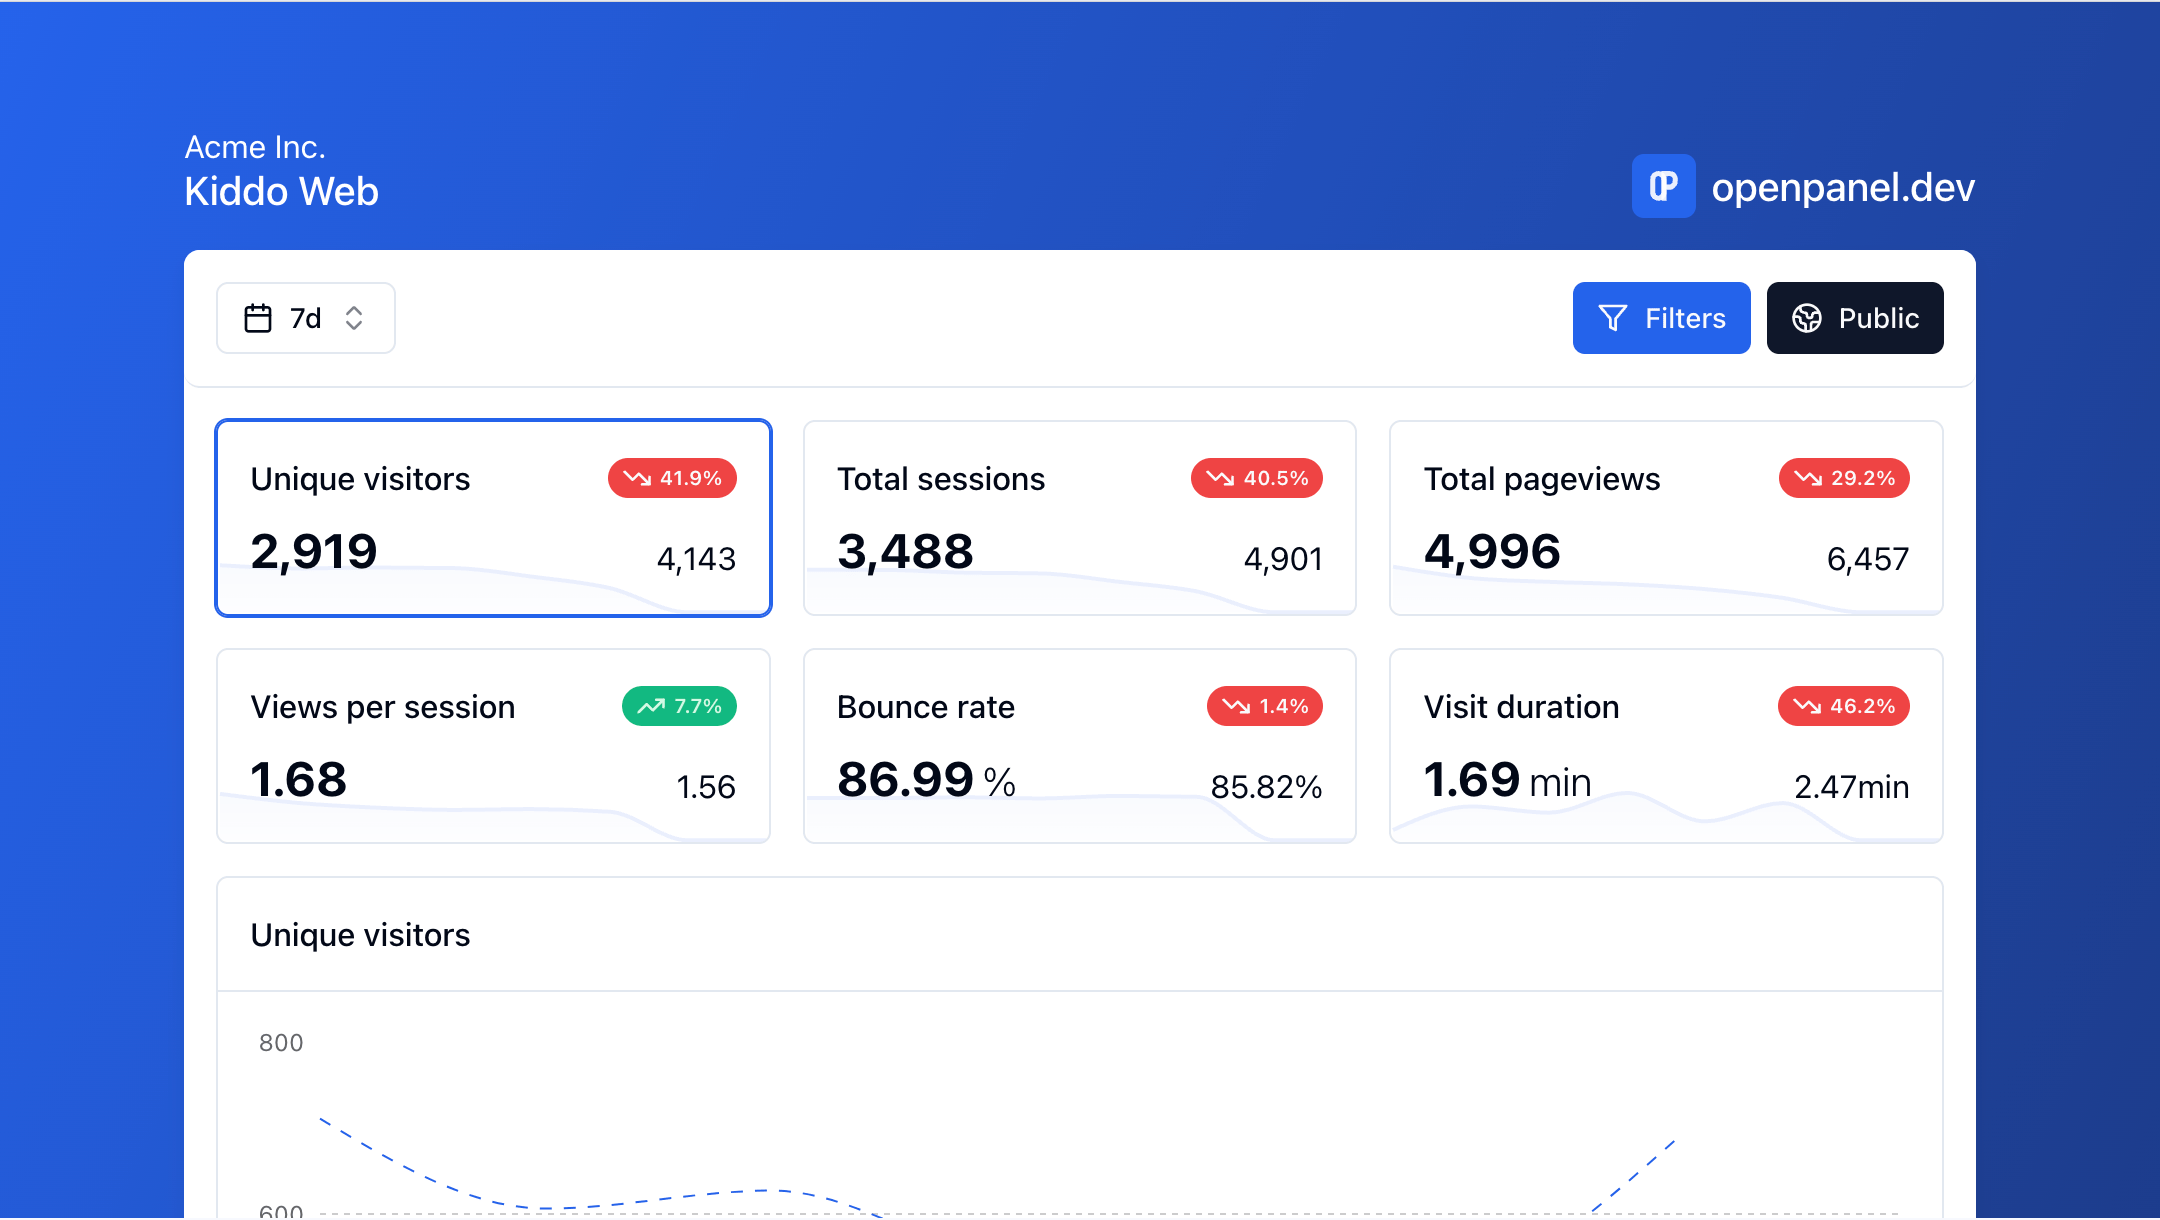 Acme Inc.
Kiddo Web
openpanel.dev
7d
Filters
Public
Unique visitors
41.9%
2,919
4,143
Total sessions
40.5%
3,488
4,901
Total pageviews
29.2%
4,996
6,457
Views per session
7.7%
1.68
1.56
Bounce rate
1.4%
86.99 %
85.82%
Visit duration
46.2%
1.69 min
2.47min
Unique visitors
800
600